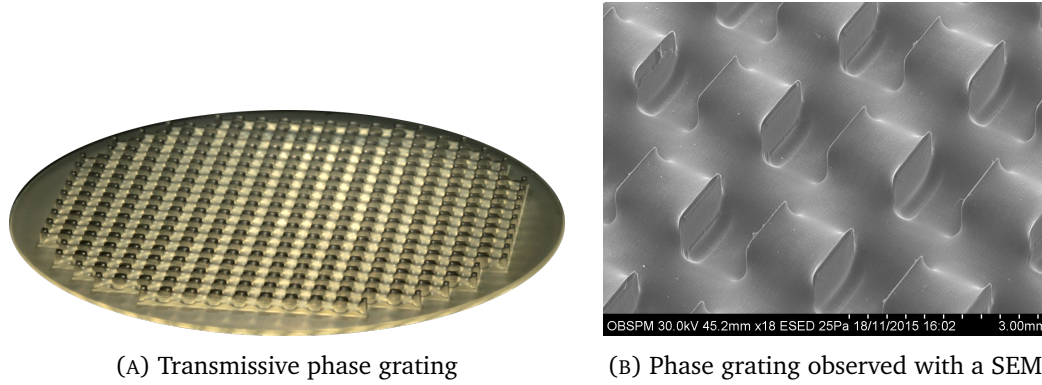 OBSPM 30.0kV 45.2mm x18 ESED 25Pa 18/11/2015 16:02 3.00mm
(A) Transmissive phase grating
(B) Phase grating observed with a SEM